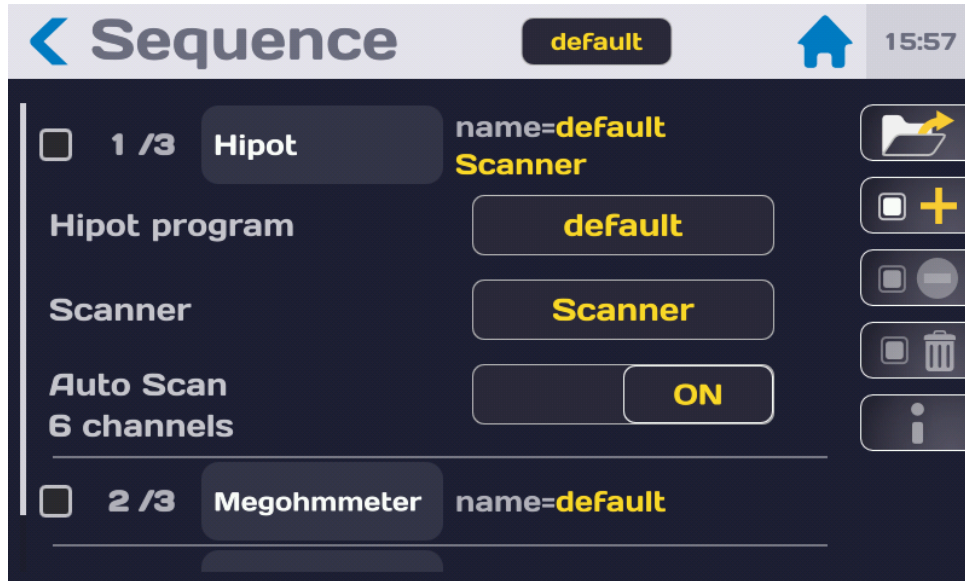 Sequence default 15:57
1 /3 Hipot name=default
Scanner
Hipot program default
Scanner Scanner
Auto Scan
6 channels ON
2 /3 Megohmmeter name=default